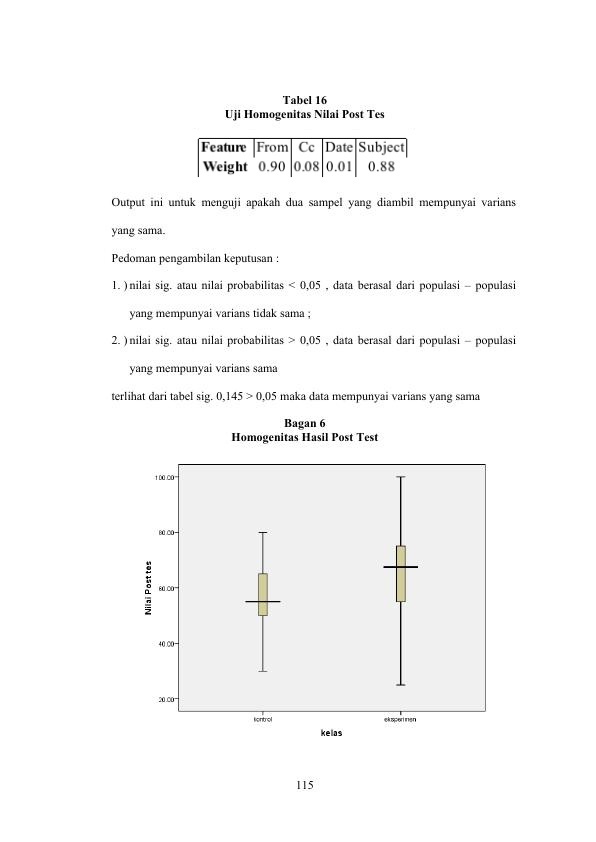 Tabel 16
Uji Homogenitas Nilai Post Tes
Feature From Cc Date Subject
Weight 0.90 0.08 0.01 0.88
Output ini untuk menguji apakah dua sampel yang diambil mempunyai varians
yang sama.
Pedoman pengambilan keputusan :
1. ) nilai sig. atau nilai probabilitas < 0,05 , data berasal dari populasi – populasi
yang mempunyai varians tidak sama ;
2. ) nilai sig. atau nilai probabilitas > 0,05 , data berasal dari populasi – populasi
yang mempunyai varians sama
terlihat dari tabel sig. 0,145 > 0,05 maka data mempunyai varians yang sama
Bagan 6
Homogenitas Hasil Post Test
100.00
80.00
60.00
40.00
20.00
Nilai Post tes
kontrol eksperimen
kelas
115